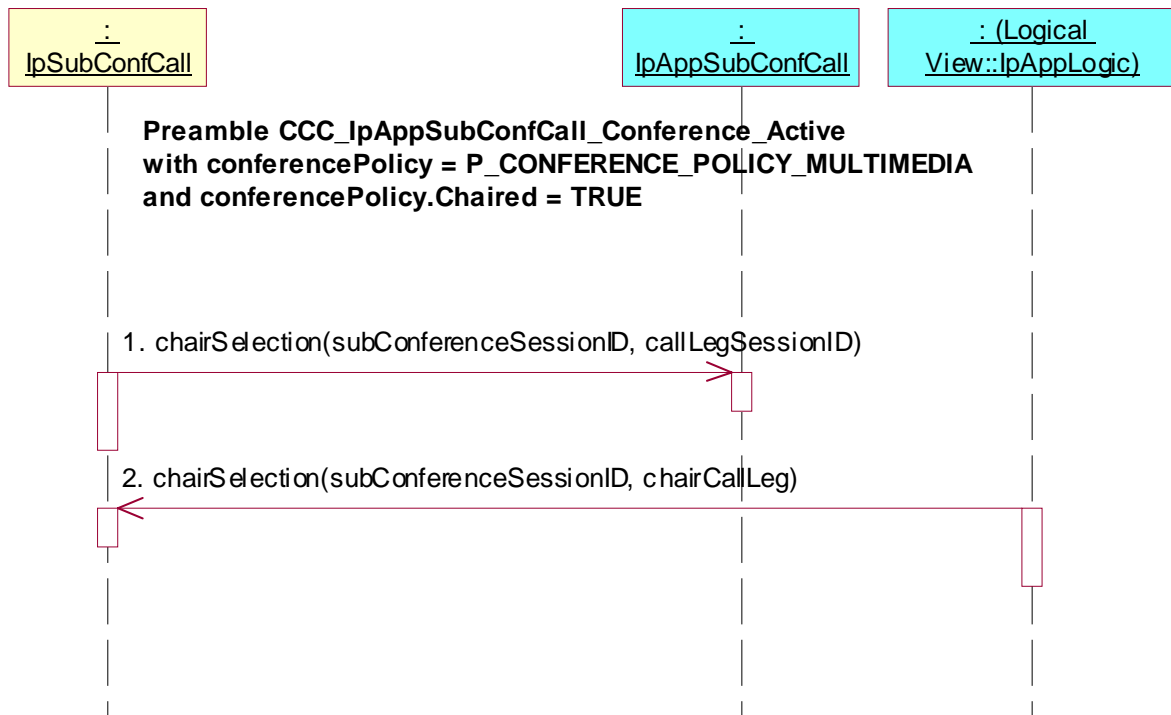 :
IpSubConfCall
:
IpAppSubConfCall
: (Logical
View::IpAppLogic)
Preamble CCC_IpAppSubConfCall_Conference_Active
with conferencePolicy = P_CONFERENCE_POLICY_MULTIMEDIA
and conferencePolicy.Chaired = TRUE
1. chairSelection(subConferenceSessionID, callLegSessionID)
2. chairSelection(subConferenceSessionID, chairCallLeg)